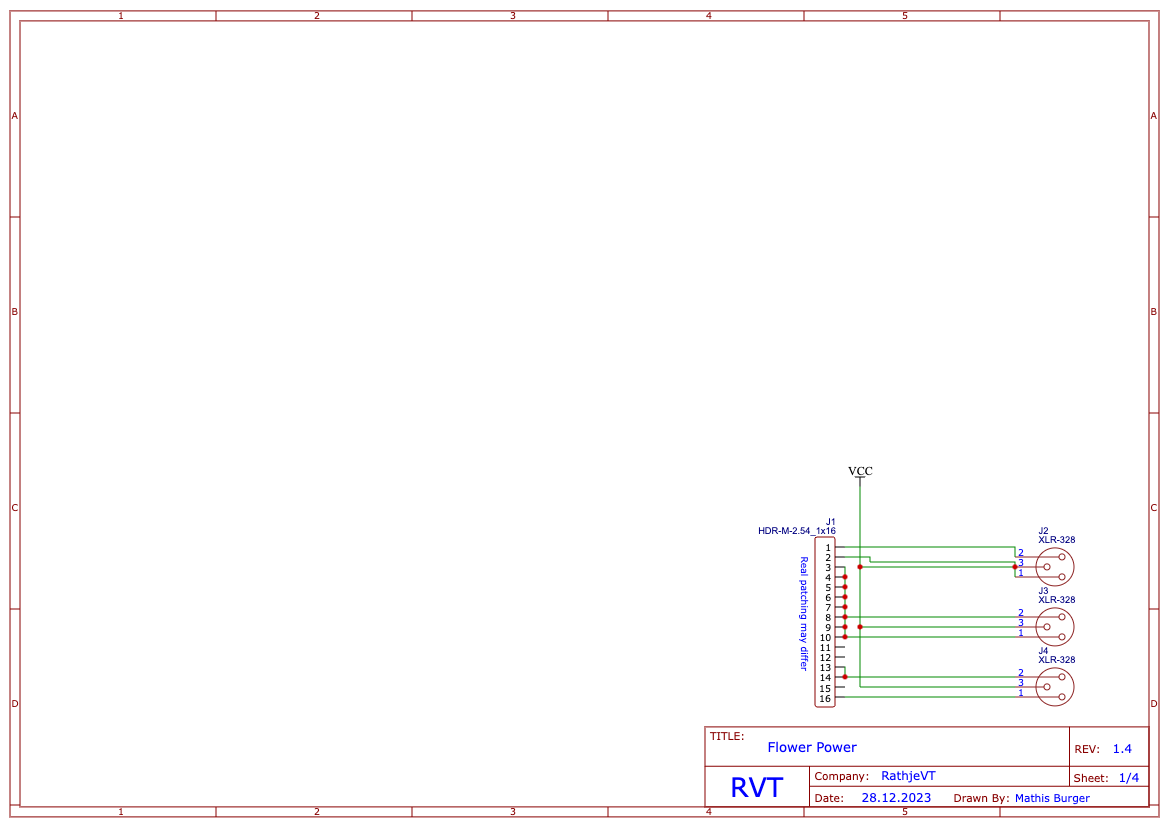 1 2 3 4 5
A A
B B
C C
D D
VCC
J1
HDR-M-2.54_1x16
Real patching may differ
1
2
3
4
5
6
7
8
9
10
11
12
13
14
15
16
J2
XLR-328
2
3
1
J3
XLR-328
2
3
1
J4
XLR-328
2
3
1
TITLE:
Flower Power
REV: 1.4
RVT
Company: RathjeVT
Sheet: 1/4
Date: 28.12.2023 Drawn By: Mathis Burger
1 2 3 4 5